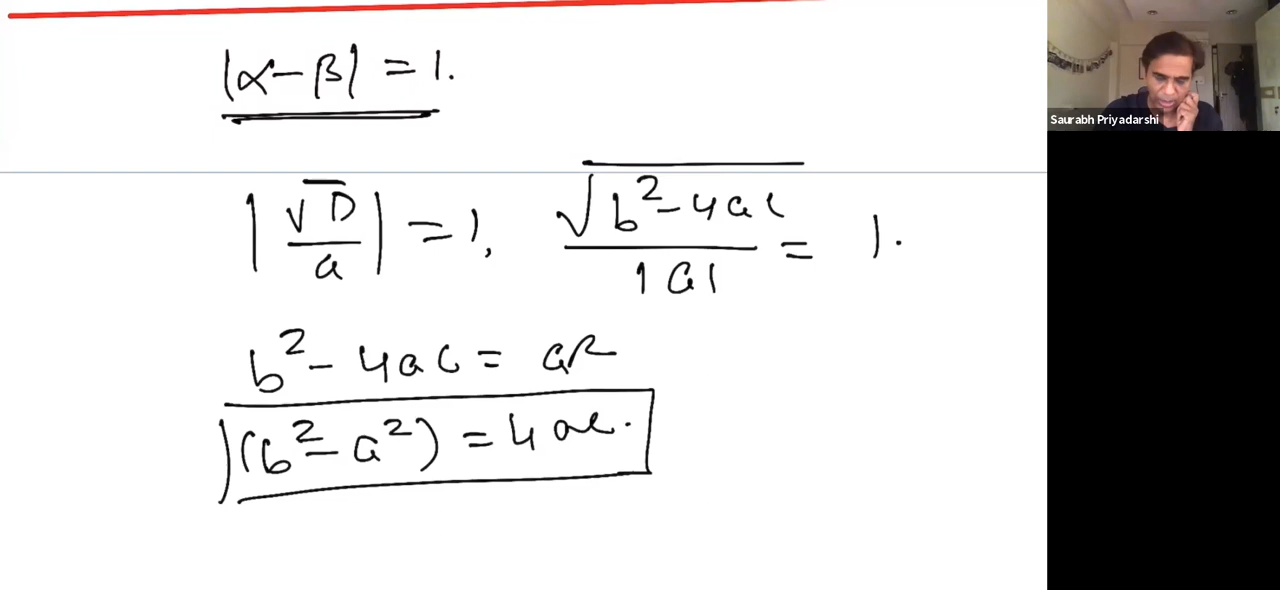 |α-β| = 1.
Saurabh Priyadarshi
|√D/a| = 1, √(b²-4ac)/|a| = 1.
b² - 4ac = a²
(b² - a²) = 4ac.